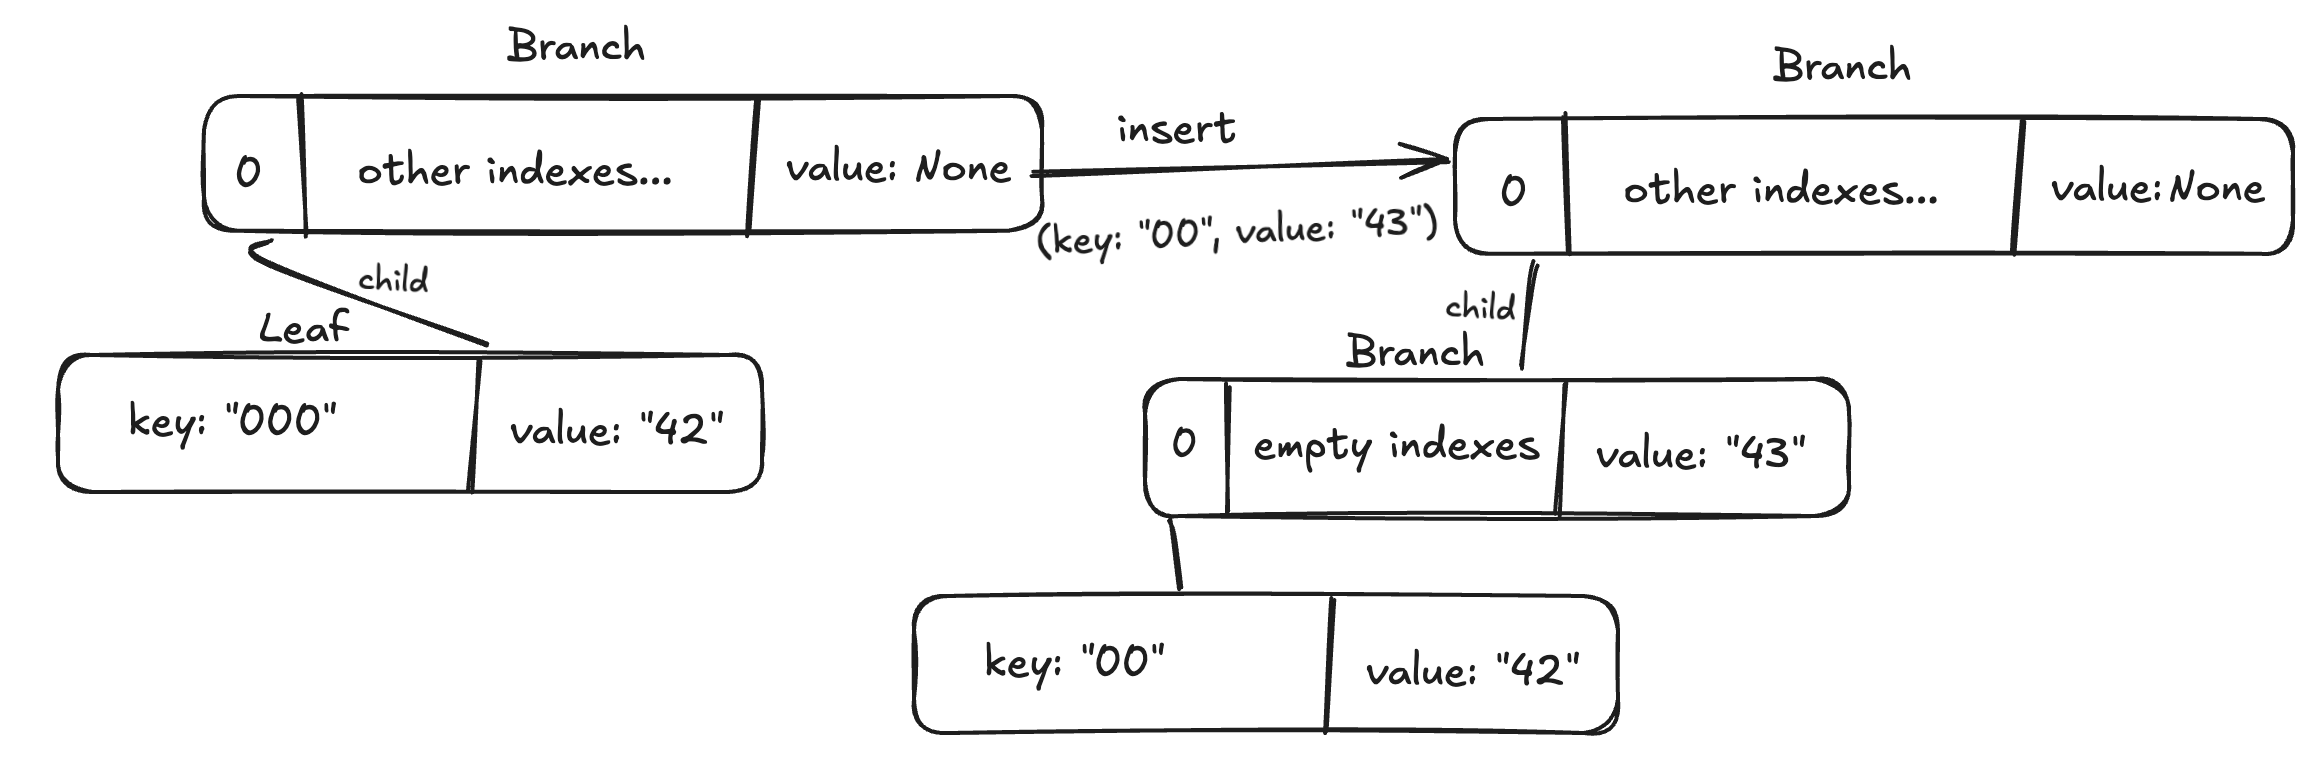 Branch
0
other indexes...
value: None
child
Leaf
key: "000"
value: "42"
insert
(key: "00", value: "43")
Branch
0
other indexes...
value: None
child
Branch
0
empty indexes
value: "43"
key: "00"
value: "42"